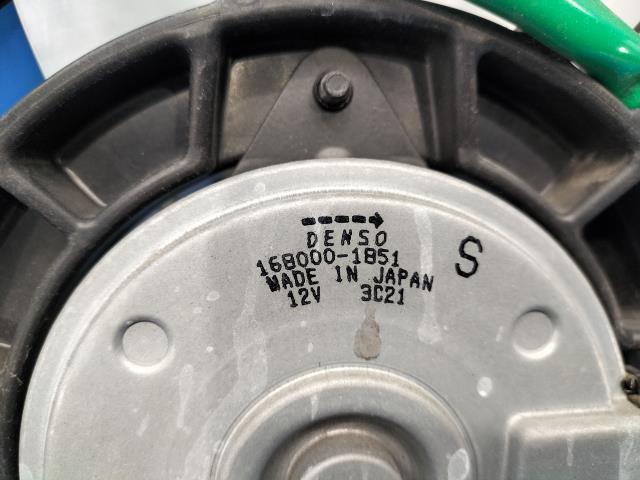 DENSO
168000-1851
MADE IN JAPAN
12V 3C21
S